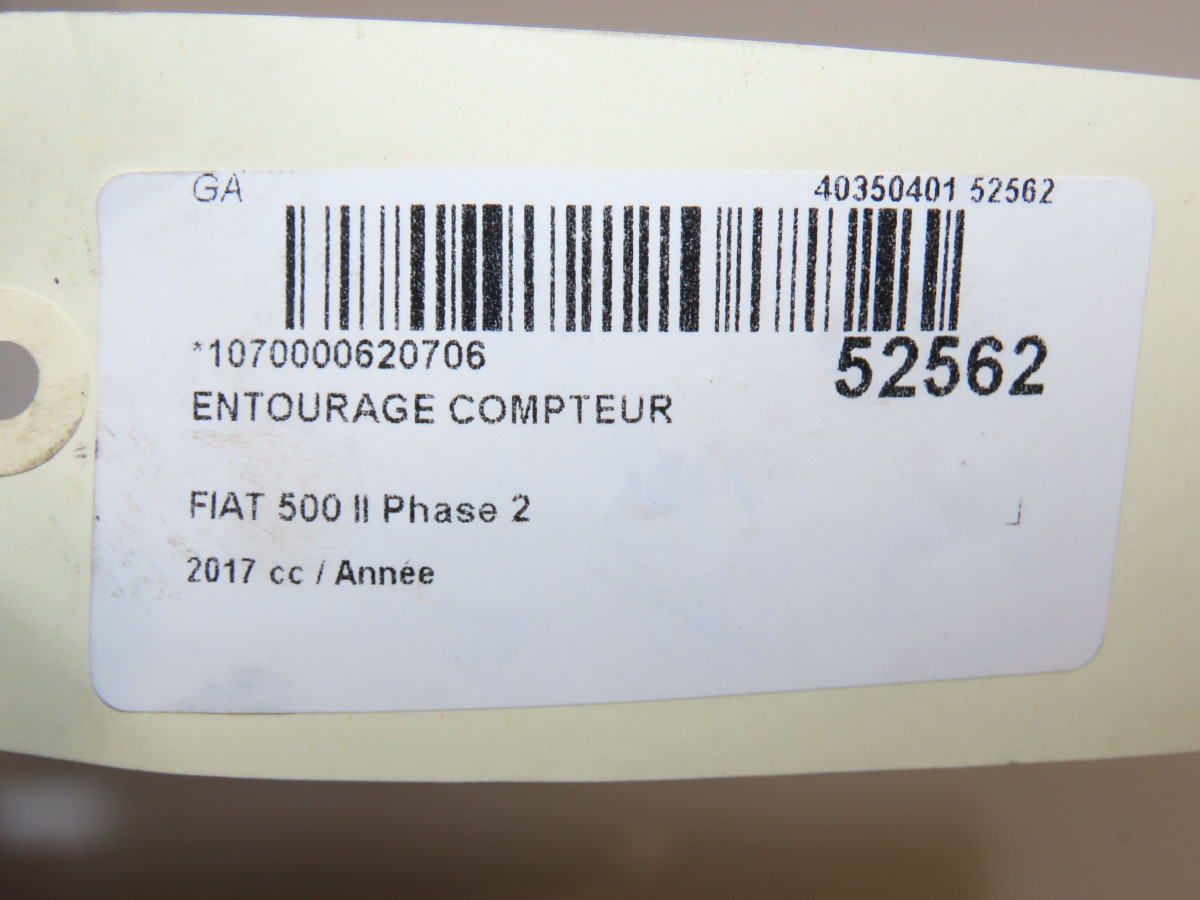 GA 40350401 52562
*1070000620706 52562
ENTOURAGE COMPTEUR
FIAT 500 II Phase 2
2017 cc / Année